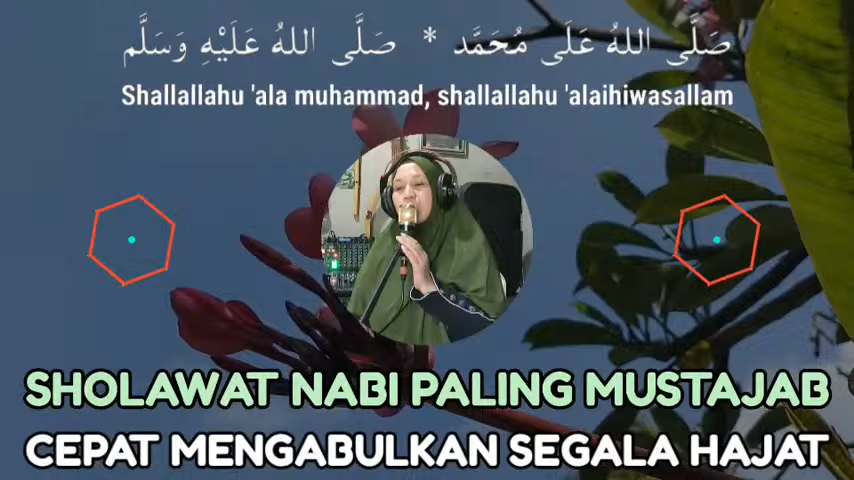 صَلَّى اللهُ عَلَى مُحَمَّد * صَلَّى اللهُ عَلَيْهِ وَسَلَّم
Shallallahu 'ala muhammad, shallallahu 'alaihiwasallam
SHOLAWAT NABI PALING MUSTAJAB
CEPAT MENGABULKAN SEGALA HAJAT